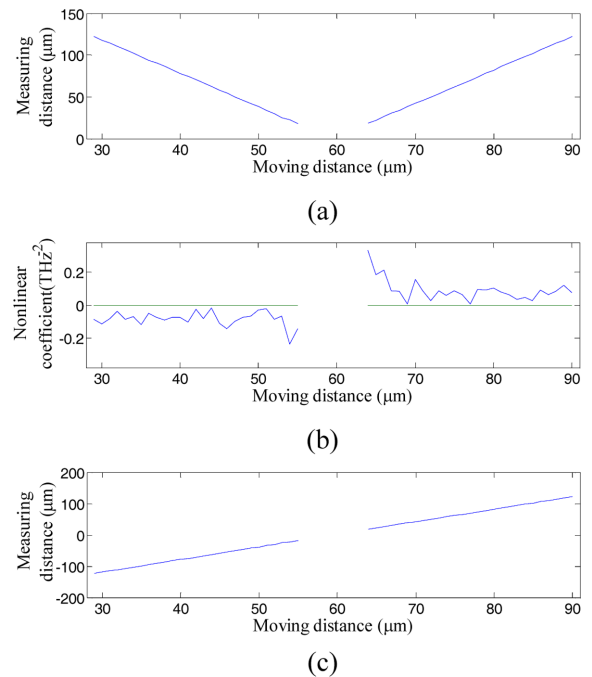 150
100
50
0
Measuring
distance (μm)
30 40 50 60 70 80 90
Moving distance (μm)
(a)
0.2
0
-0.2
Nonlinear
coefficient(THz⁻²)
30 40 50 60 70 80 90
Moving distance (μm)
(b)
200
100
0
-100
-200
Measuring
distance (μm)
30 40 50 60 70 80 90
Moving distance (μm)
(c)